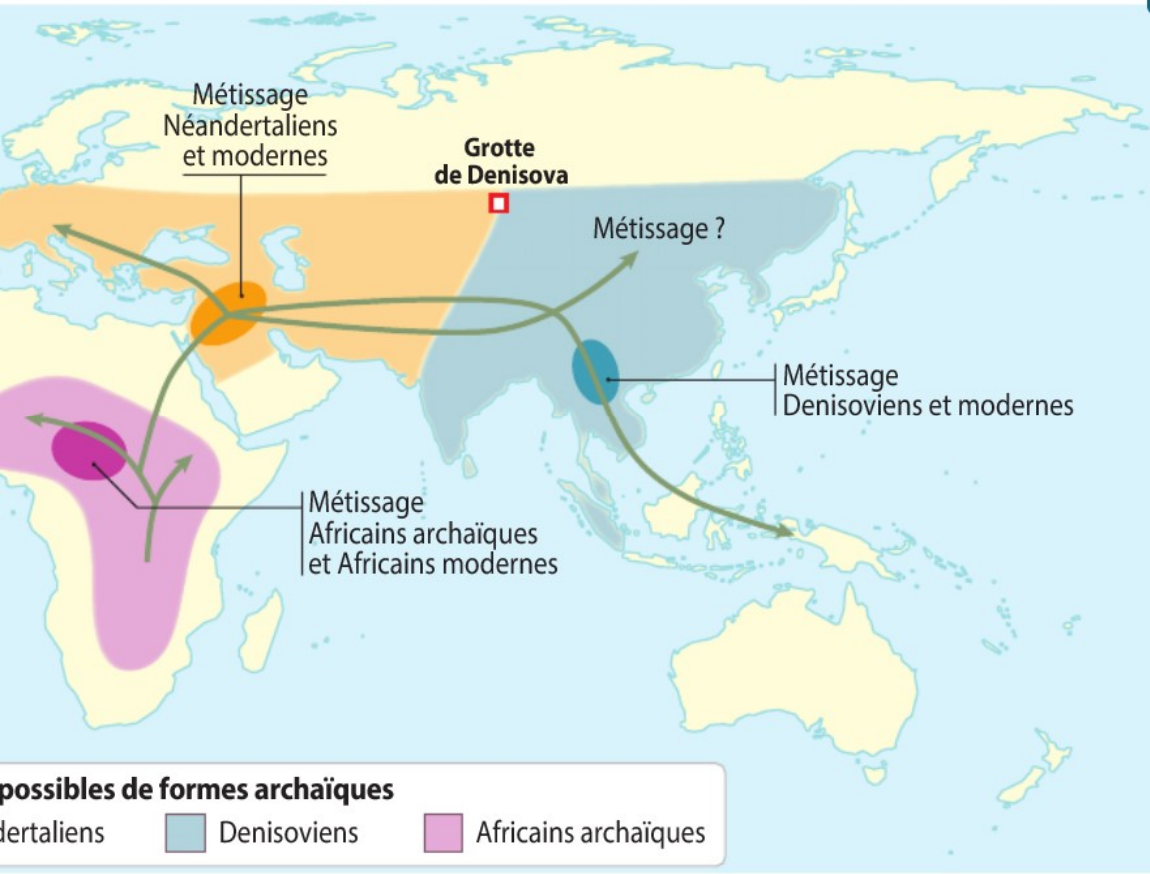 Métissage
Néandertaliens
et modernes
Grotte
de Denisova
Métissage ?
Métissage
Denisoviens et modernes
Métissage
Africains archaïques
et Africains modernes
possibles de formes archaïques
dertaliens
Denisoviens
Africains archaïques